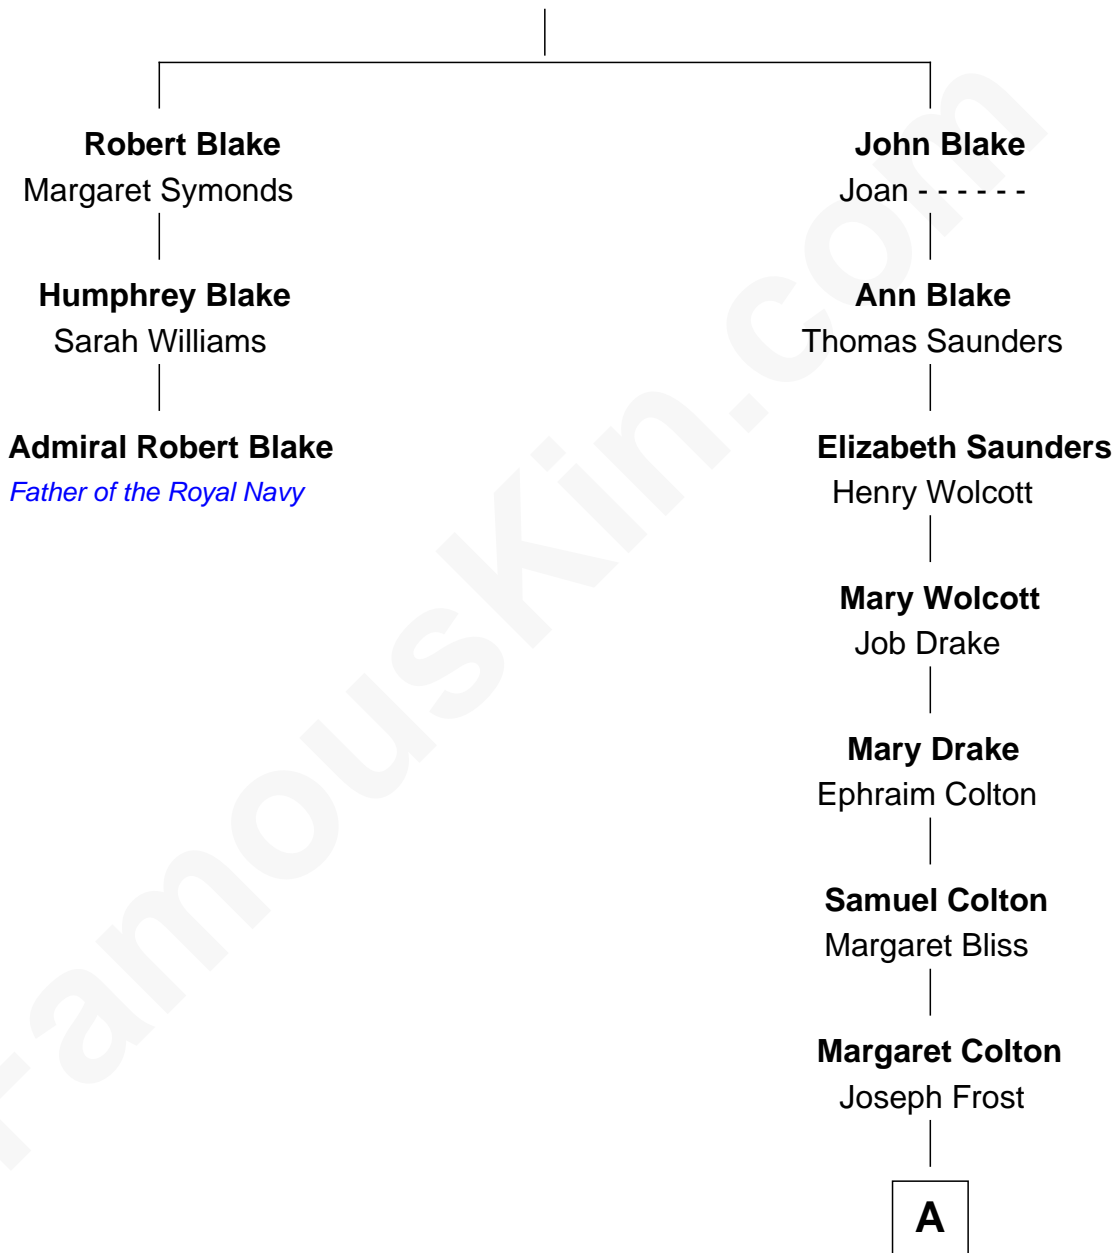 Robert Blake
Margaret Symonds
Humphrey Blake
Sarah Williams
Admiral Robert Blake
Father of the Royal Navy
John Blake
Joan - - - - - -
Ann Blake
Thomas Saunders
Elizabeth Saunders
Henry Wolcott
Mary Wolcott
Job Drake
Mary Drake
Ephraim Colton
Samuel Colton
Margaret Bliss
Margaret Colton
Joseph Frost
A
FamousKin.com